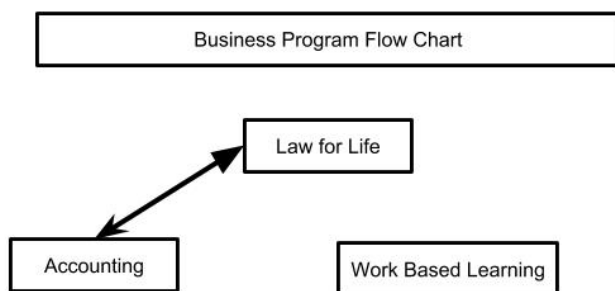 Business Program Flow Chart
Law for Life
Accounting
Work Based Learning